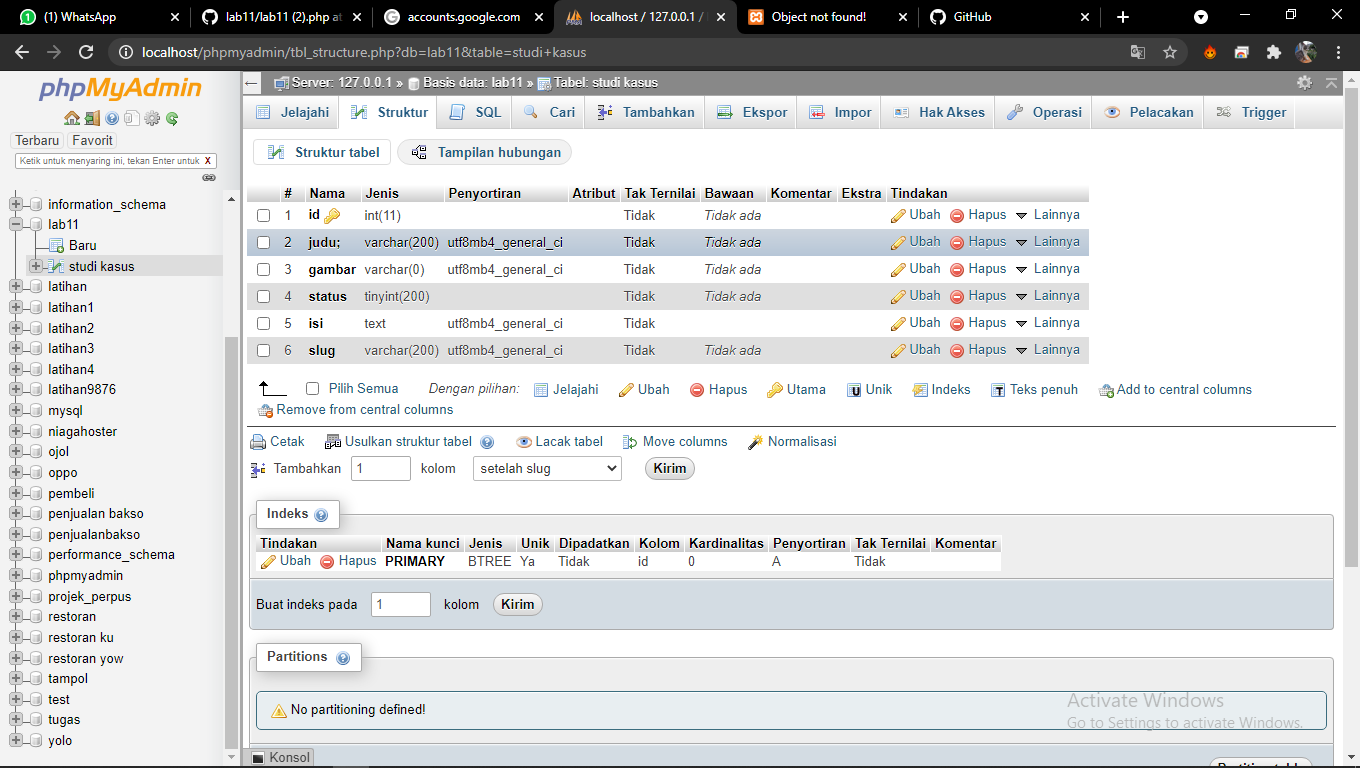 (1) WhatsApp
lab11/lab11 (2).php at
accounts.google.com
localhost / 127.0.0.1 /
Object not found!
GitHub
localhost/phpmyadmin/tbl_structure.php?db=lab11&table=studi+kasus
phpMyAdmin
Terbaru Favorit
Ketik untuk menyaring ini, tekan Enter untuk X
information_schema
lab11
Baru
studi kasus
latihan
latihan1
latihan2
latihan3
latihan4
latihan9876
mysql
niagahoster
ojol
oppo
pembeli
penjualan bakso
penjualanbakso
performance_schema
phpmyadmin
projek_perpus
restoran
restoran ku
restoran yow
tampol
test
tugas
yolo
Server: 127.0.0.1 » Basis data: lab11 » Tabel: studi kasus
Jelajahi Struktur SQL Cari Tambahkan Ekspor Impor Hak Akses Operasi Pelacakan Trigger
Struktur tabel Tampilan hubungan
# Nama Jenis Penyortiran Atribut Tak Ternilai Bawaan Komentar Ekstra Tindakan
1 id int(11) Tidak Tidak ada Ubah Hapus Lainnya
2 judu; varchar(200) utf8mb4_general_ci Tidak Tidak ada Ubah Hapus Lainnya
3 gambar varchar(0) utf8mb4_general_ci Tidak Tidak ada Ubah Hapus Lainnya
4 status tinyint(200) Tidak Tidak ada Ubah Hapus Lainnya
5 isi text utf8mb4_general_ci Tidak Ubah Hapus Lainnya
6 slug varchar(200) utf8mb4_general_ci Tidak Tidak ada Ubah Hapus Lainnya
Pilih Semua Dengan pilihan: Jelajahi Ubah Hapus Utama Unik Indeks Teks penuh Add to central columns
Remove from central columns
Cetak Usulkan struktur tabel Lacak tabel Move columns Normalisasi
Tambahkan 1 kolom setelah slug Kirim
Indeks
Tindakan Nama kunci Jenis Unik Dipadatkan Kolom Kardinalitas Penyortiran Tak Ternilai Komentar
Ubah Hapus PRIMARY BTREE Ya Tidak id 0 A Tidak
Buat indeks pada 1 kolom Kirim
Partitions
No partitioning defined!
Activate Windows
Go to Settings to activate Windows.
Konsol